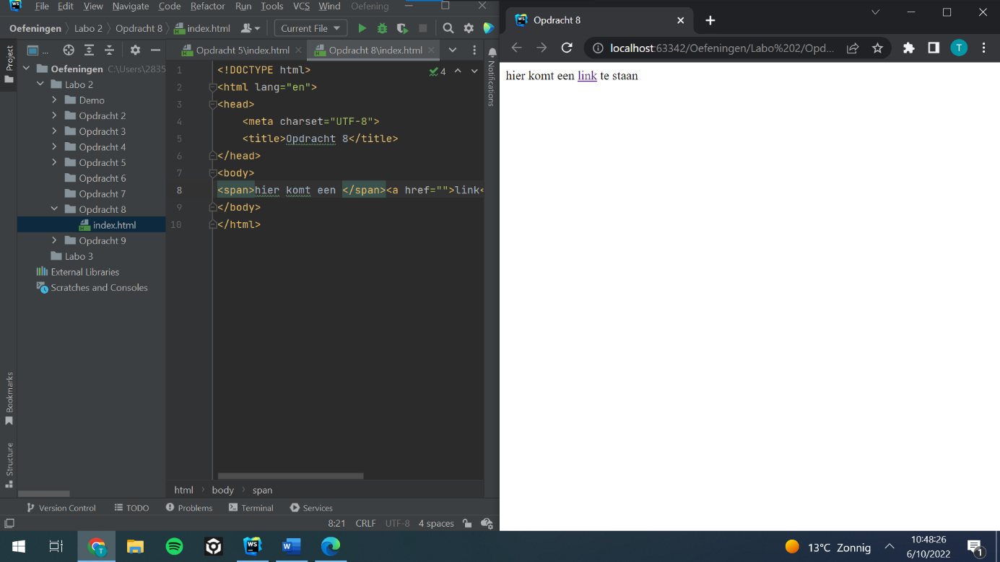 File Edit View Navigate Code Refactor Run Tools VCS Wind Oefening
Oefeningen Labo 2 Opdracht 8 index.html Current File
Project
... Opdracht 5\index.html Opdracht 8\index.html
Oefeningen C:\Users\2835
Labo 2
Demo
Opdracht 2
Opdracht 3
Opdracht 4
Opdracht 5
Opdracht 6
Opdracht 7
Opdracht 8
index.html
Opdracht 9
Labo 3
External Libraries
Scratches and Consoles
Bookmarks
Structure
4
1 <!DOCTYPE html>
2 <html lang="en">
3 <head>
4     <meta charset="UTF-8">
5     <title>Opdracht 8</title>
6 </head>
7 <body>
8 <span>hier komt een </span><a href="">link<
9 </body>
10 </html>
Notifications
html body span
Version Control TODO Problems Terminal Services
8:21 CRLF UTF-8 4 spaces
WS Opdracht 8
localhost:63342/Oefeningen/Labo%202/Opd... T
hier komt een link te staan
T WS W 13°C Zonnig 10:48:26
6/10/2022
1